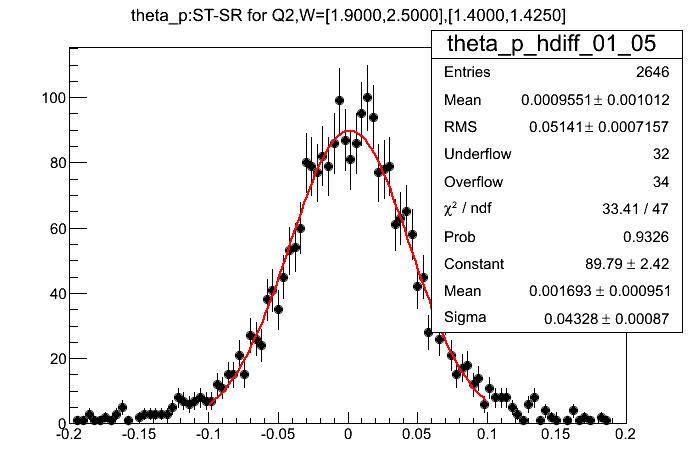 theta_p:ST-SR for Q2,W=[1.9000,2.5000],[1.4000,1.4250]
theta_p_hdiff_01_05
Entries 2646
Mean 0.0009551 ± 0.001012
RMS 0.05141 ± 0.0007157
Underflow 32
Overflow 34
χ² / ndf 33.41 / 47
Prob 0.9326
Constant 89.79 ± 2.42
Mean 0.001693 ± 0.000951
Sigma 0.04328 ± 0.00087
100
80
60
40
20
0
-0.2 -0.15 -0.1 -0.05 0 0.05 0.1 0.15 0.2